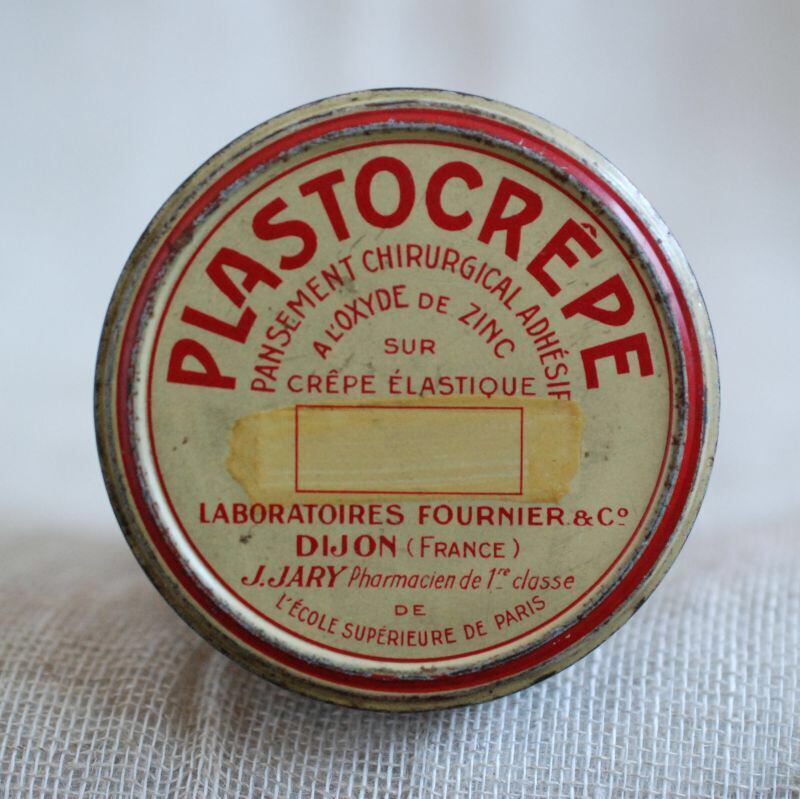 PLASTOCRÊPE
PANSEMENT CHIRURGICAL ADHÉSIF
A L'OXYDE DE ZINC
SUR
CRÊPE ÉLASTIQUE
LABORATOIRES FOURNIER & Cº
DIJON (FRANCE)
J. JARY Pharmacien de 1re classe
DE
L'ÉCOLE SUPÉRIEURE DE PARIS